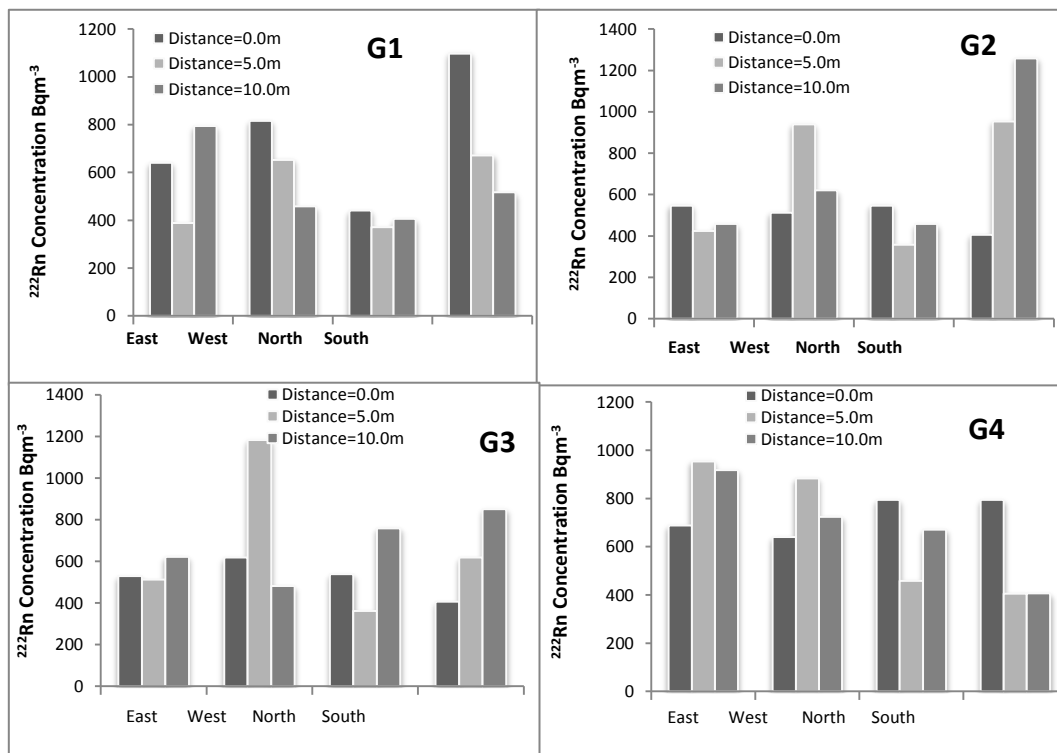 1200
1000
800
600
400
200
0
²²²Rn Concentration Bqm⁻³
Distance=0.0m
Distance=5.0m
Distance=10.0m
G1
East West North South
1400
1200
1000
800
600
400
200
0
²²²Rn Concentration Bqm⁻³
Distance=0.0m
Distance=5.0m
Distance=10.0m
G2
East West North South
1400
1200
1000
800
600
400
200
0
²²²Rn Concentration Bqm⁻³
Distance=0.0m
Distance=5.0m
Distance=10.0m
G3
East West North South
1200
1000
800
600
400
200
0
²²²Rn Concentration Bqm⁻³
Distance=0.0m
Distance=5.0m
Distance=10.0m
G4
East West North South